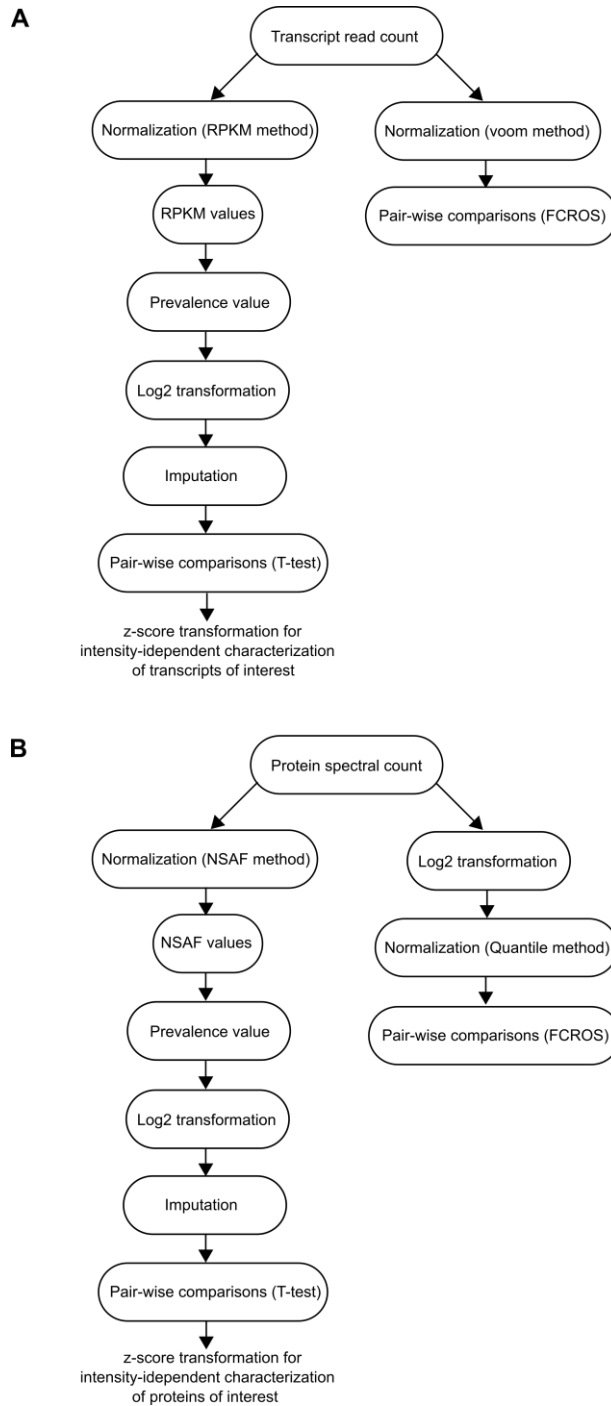 A
Transcript read count
Normalization (RPKM method)
Normalization (voom method)
RPKM values
Pair-wise comparisons (FCROS)
Prevalence value
Log2 transformation
Imputation
Pair-wise comparisons (T-test)
z-score transformation for
intensity-idependent characterization
of transcripts of interest
B
Protein spectral count
Normalization (NSAF method)
Log2 transformation
NSAF values
Normalization (Quantile method)
Prevalence value
Pair-wise comparisons (FCROS)
Log2 transformation
Imputation
Pair-wise comparisons (T-test)
z-score transformation for
intensity-idependent characterization
of proteins of interest